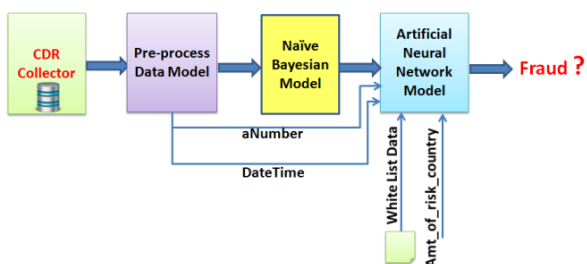 CDR
Collector
Pre-process
Data Model
Naïve
Bayesian
Model
Artificial
Neural
Network
Model
Fraud ?
aNumber
DateTime
White List Data
Amt_of_risk_country